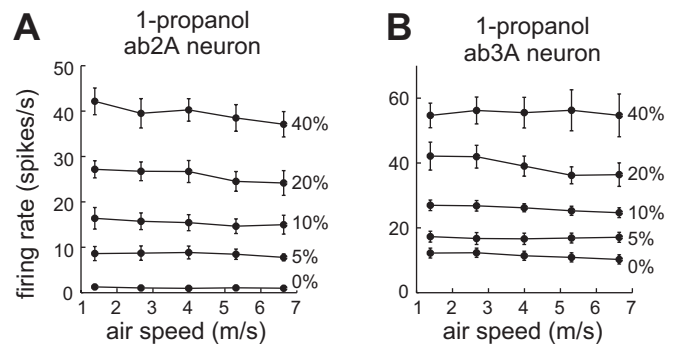 A
1-propanol
ab2A neuron
firing rate (spikes/s)
50
40
30
20
10
0
40%
20%
10%
5%
0%
1 2 3 4 5 6 7
air speed (m/s)
B
1-propanol
ab3A neuron
60
40
20
0
40%
20%
10%
5%
0%
1 2 3 4 5 6 7
air speed (m/s)